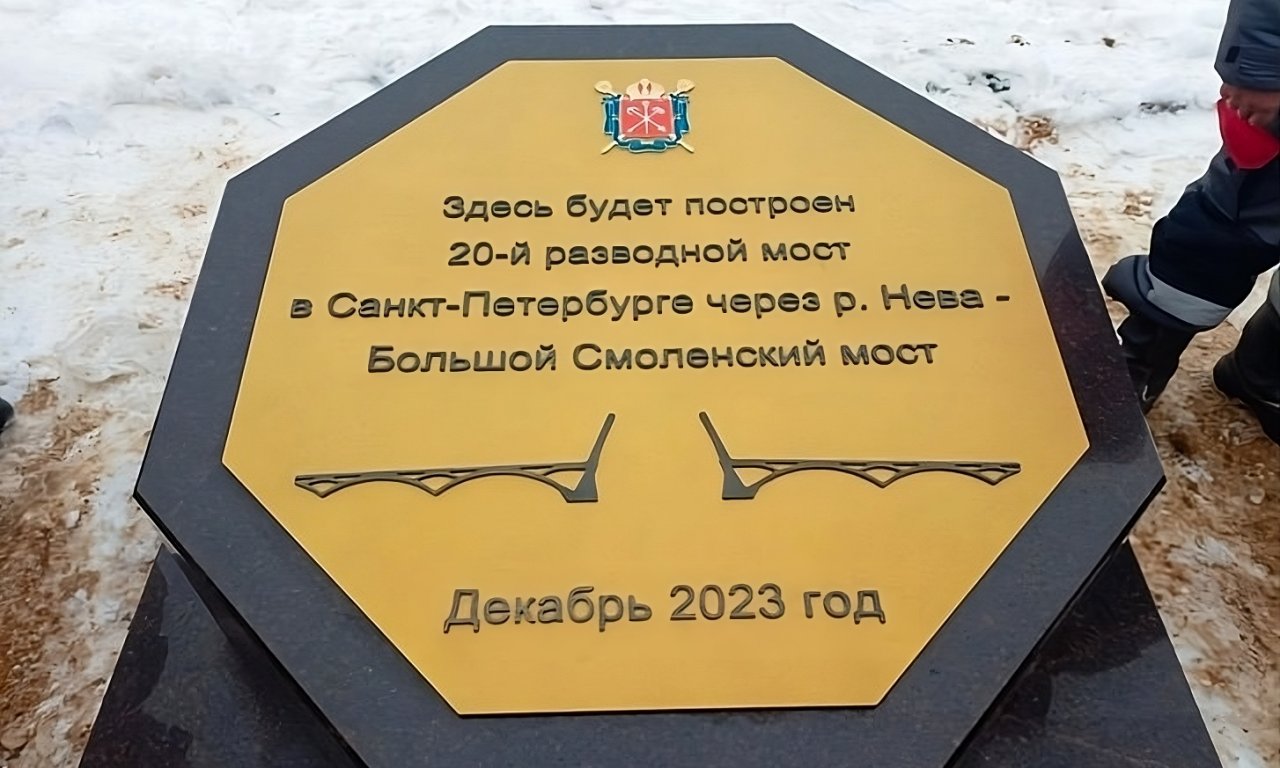 Здесь будет построен
20-й разводной мост
в Санкт-Петербурге через р. Нева -
Большой Смоленский мост
Декабрь 2023 год